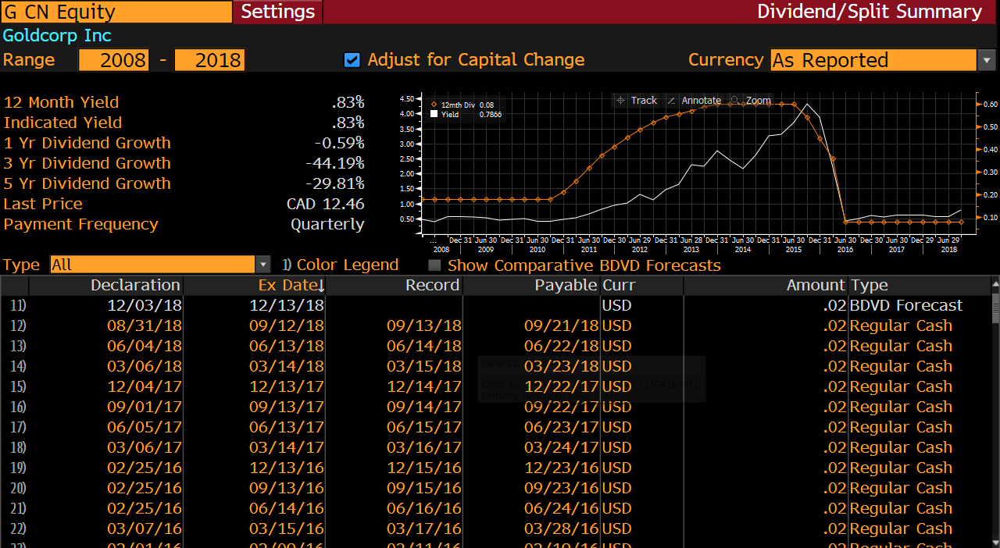 G CN Equity Settings Dividend/Split Summary
Goldcorp Inc
Range 2008 - 2018 Adjust for Capital Change Currency As Reported
12 Month Yield .83%
Indicated Yield .83%
1 Yr Dividend Growth -0.59%
3 Yr Dividend Growth -44.19%
5 Yr Dividend Growth -29.81%
Last Price CAD 12.46
Payment Frequency Quarterly
Track Annotate Zoom
12mth Div 0.08
Yield 0.7866
4.50
4.00
3.50
3.00
2.50
2.00
1.50
1.00
0.50
0.60
0.50
0.40
0.30
0.20
0.10
... Dec 31 Jun 30 Dec 31 Jun 30 Dec 31 Jun 30 Dec 31 Jun 29 Dec 31 Jun 28 Dec 31 Jun 30 Dec 31 Jun 30 Dec 31 Jun 30 Dec 30 Jun 30 Dec 29 Jun 29
2008 2009 2010 2011 2012 2013 2014 2015 2016 2017 2018
Type All 1) Color Legend Show Comparative BDVD Forecasts
Declaration Ex Date↓ Record Payable Curr Amount Type
11) 12/03/18 12/13/18 USD .02 BDVD Forecast
12) 08/31/18 09/12/18 09/13/18 09/21/18 USD .02 Regular Cash
13) 06/04/18 06/13/18 06/14/18 06/22/18 USD .02 Regular Cash
14) 03/06/18 03/14/18 03/15/18 03/23/18 USD .02 Regular Cash
15) 12/04/17 12/13/17 12/14/17 12/22/17 USD .02 Regular Cash
16) 09/01/17 09/13/17 09/14/17 09/22/17 USD .02 Regular Cash
17) 06/05/17 06/13/17 06/15/17 06/23/17 USD .02 Regular Cash
18) 03/06/17 03/14/17 03/16/17 03/24/17 USD .02 Regular Cash
19) 02/25/16 12/13/16 12/15/16 12/23/16 USD .02 Regular Cash
20) 02/25/16 09/13/16 09/15/16 09/23/16 USD .02 Regular Cash
21) 02/25/16 06/14/16 06/16/16 06/24/16 USD .02 Regular Cash
22) 03/07/16 03/15/16 03/17/16 03/28/16 USD .02 Regular Cash